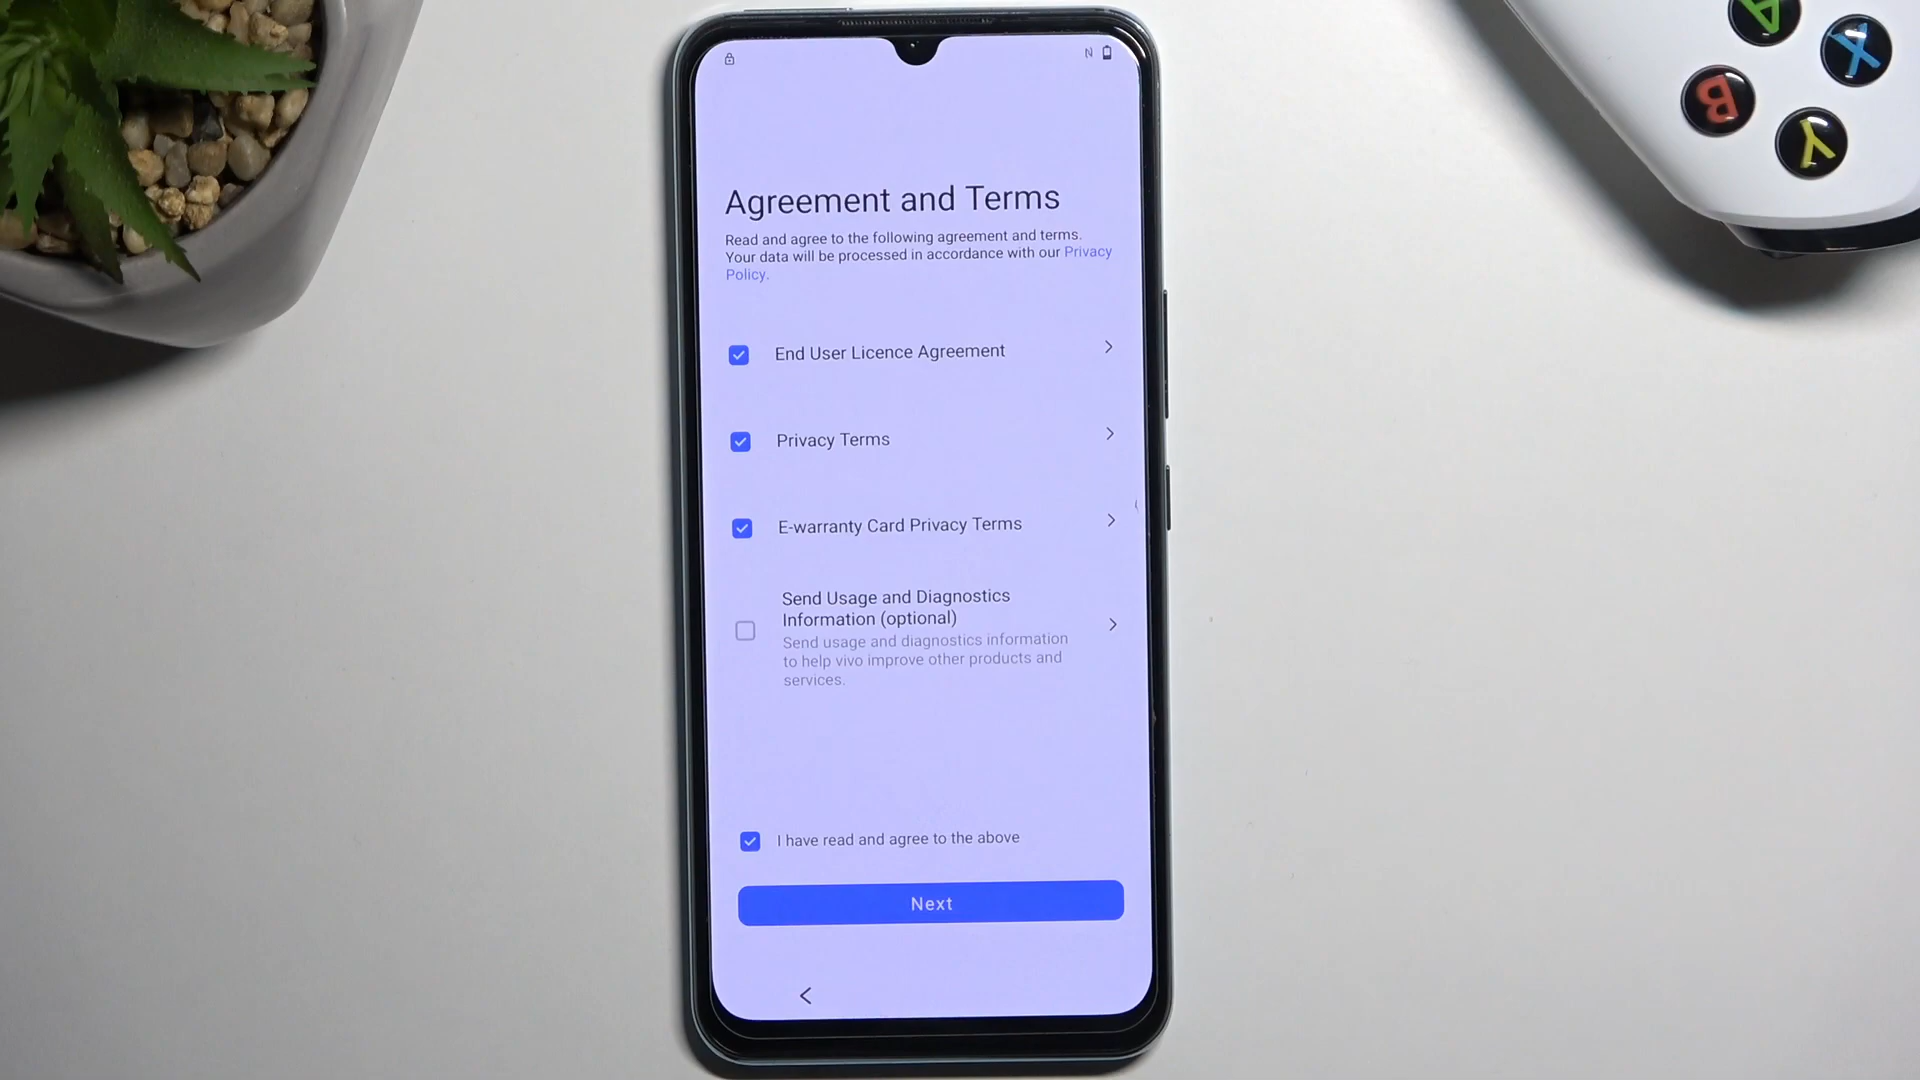 N
Agreement and Terms
Read and agree to the following agreement and terms.
Your data will be processed in accordance with our Privacy
Policy.
End User Licence Agreement
Privacy Terms
E-warranty Card Privacy Terms
Send Usage and Diagnostics
Information (optional)
Send usage and diagnostics information
to help vivo improve other products and
services.
I have read and agree to the above
Next
A
X
B
Y